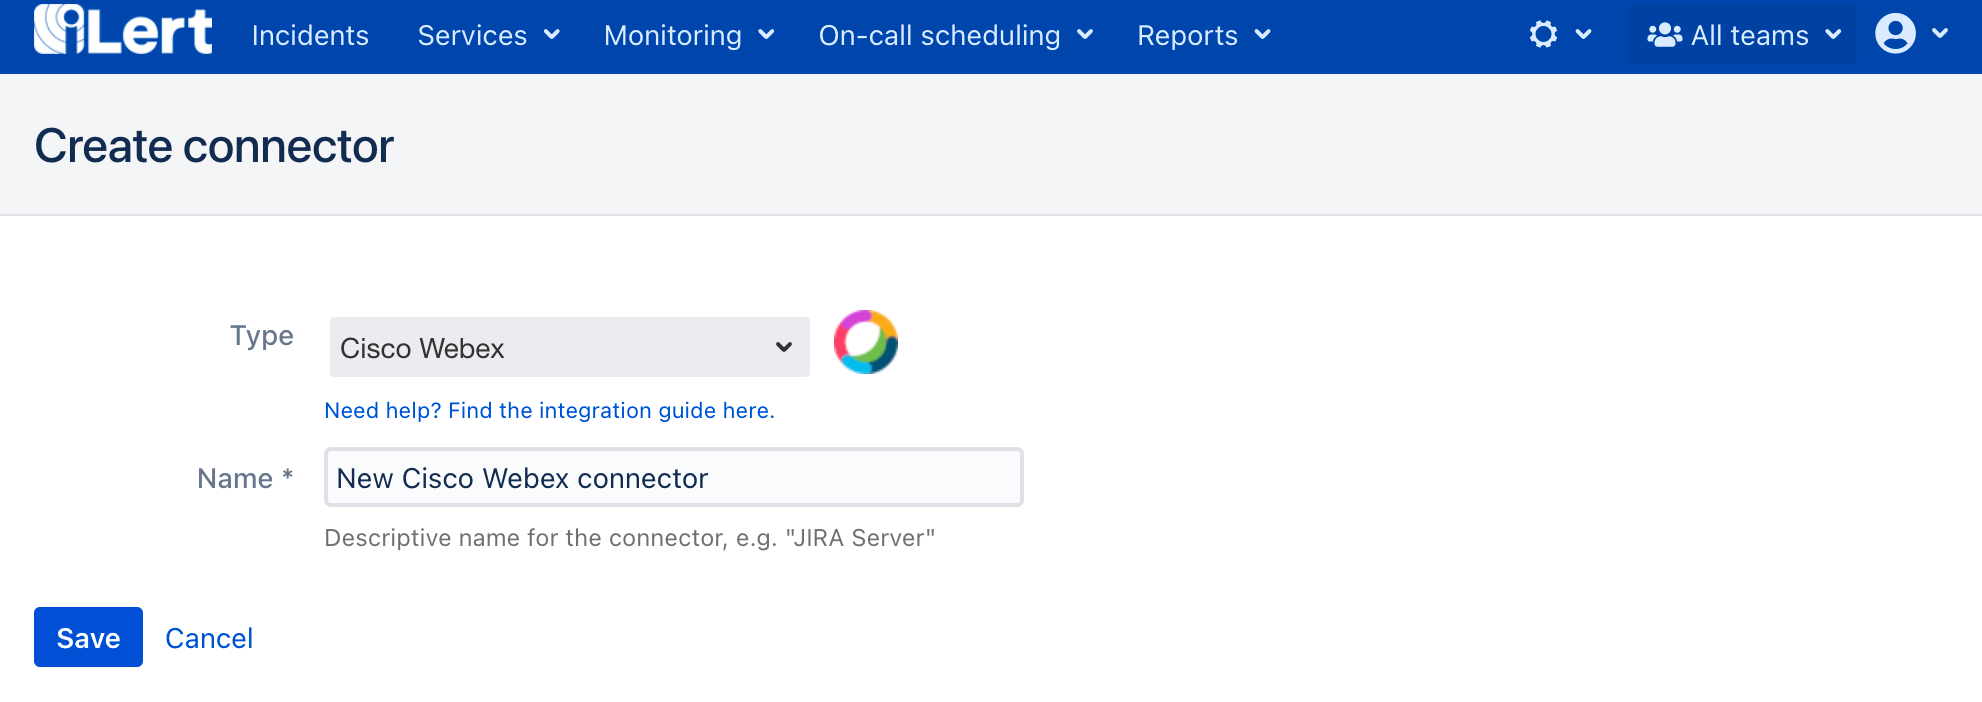 iLert Incidents Services Monitoring On-call scheduling Reports All teams
Create connector
Type Cisco Webex
Need help? Find the integration guide here.
Name * New Cisco Webex connector
Descriptive name for the connector, e.g. "JIRA Server"
Save Cancel